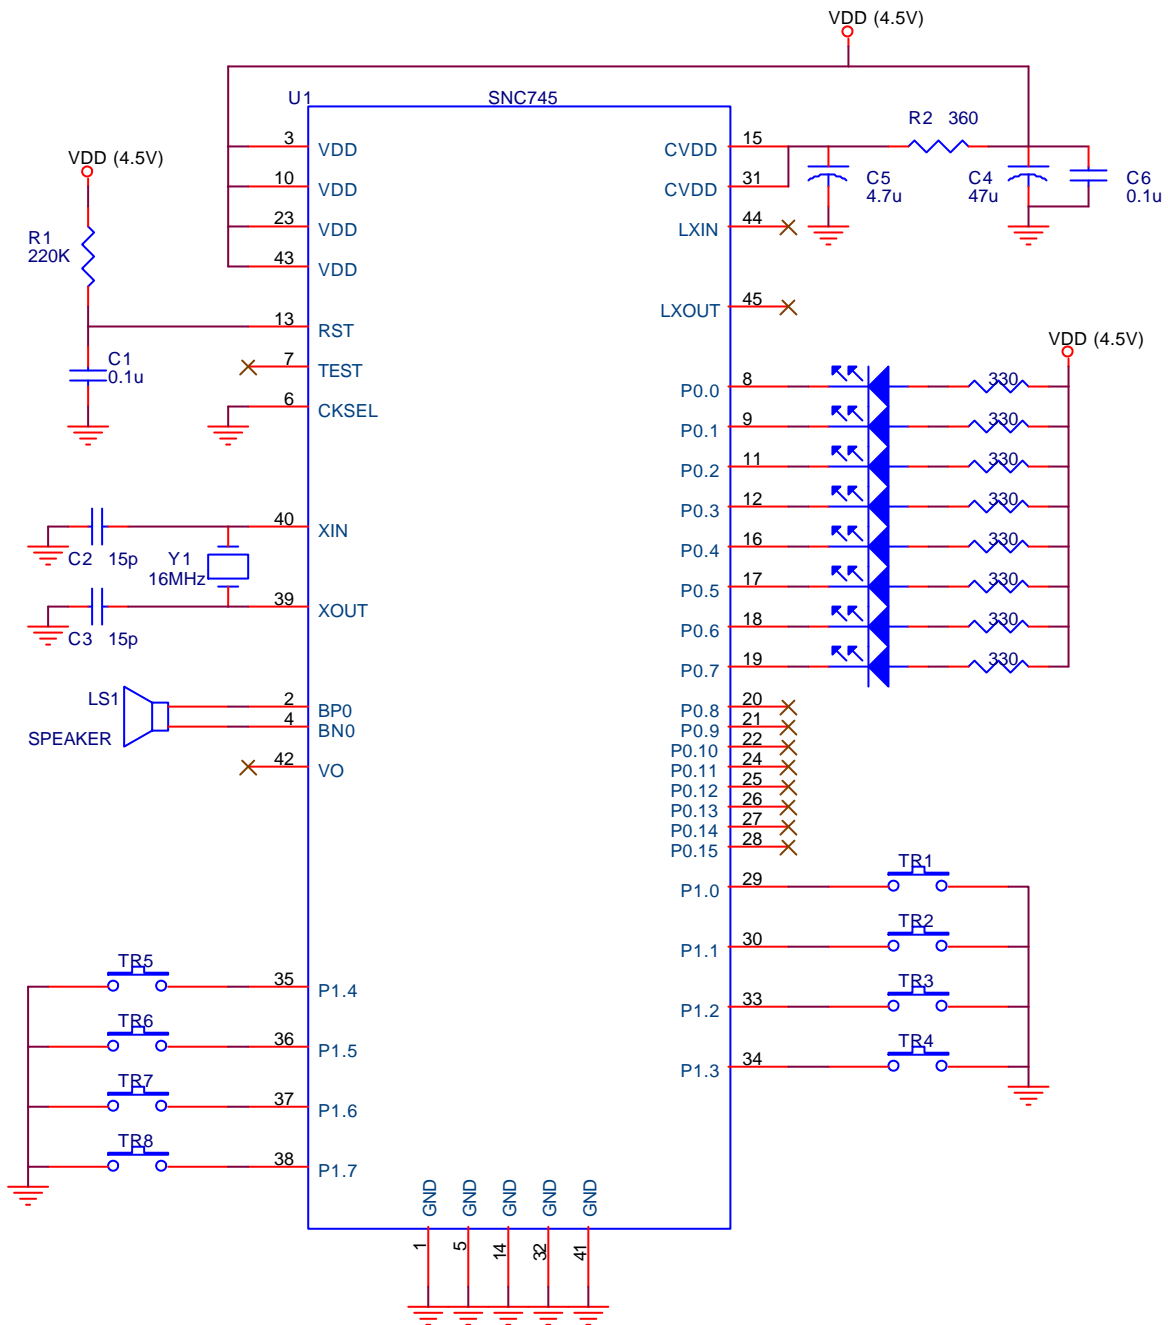 VDD (4.5V)
U1
SNC745
R2 360
3
VDD
CVDD
15
VDD (4.5V)
10
VDD
CVDD
31
C5
4.7u
C4
47u
C6
0.1u
23
VDD
LXIN
44
R1
220K
43
VDD
LXOUT
45
13
RST
VDD (4.5V)
C1
0.1u
7
TEST
P0.0
8
330
6
CKSEL
P0.1
9
330
P0.2
11
330
P0.3
12
330
40
XIN
P0.4
16
330
C2 15p
Y1
16MHz
P0.5
17
330
39
XOUT
P0.6
18
330
C3 15p
P0.7
19
330
LS1
SPEAKER
2
BP0
4
BN0
42
VO
P0.8
20
P0.9
21
P0.10
22
P0.11
24
P0.12
25
P0.13
26
P0.14
27
P0.15
28
P1.0
29
TR1
P1.1
30
TR2
TR5
35
P1.4
P1.2
33
TR3
TR6
36
P1.5
P1.3
34
TR4
TR7
37
P1.6
TR8
38
P1.7
GND
GND
GND
GND
GND
1
5
14
32
41